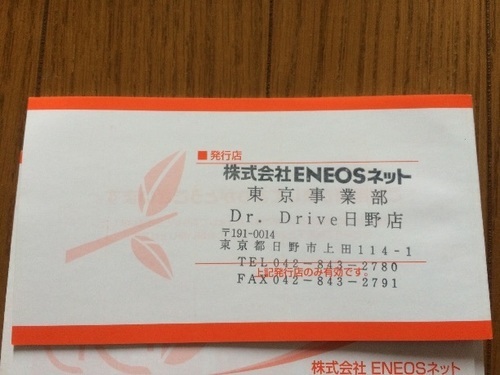 ■発行店
株式会社ENEOSネット
東京事業部
Dr. Drive日野店
〒191-0014
東京都日野市上田114-1
TEL042-843-2780
上記発行店のみ有効です。
FAX042-843-2791
株式会社 ENEOSネット